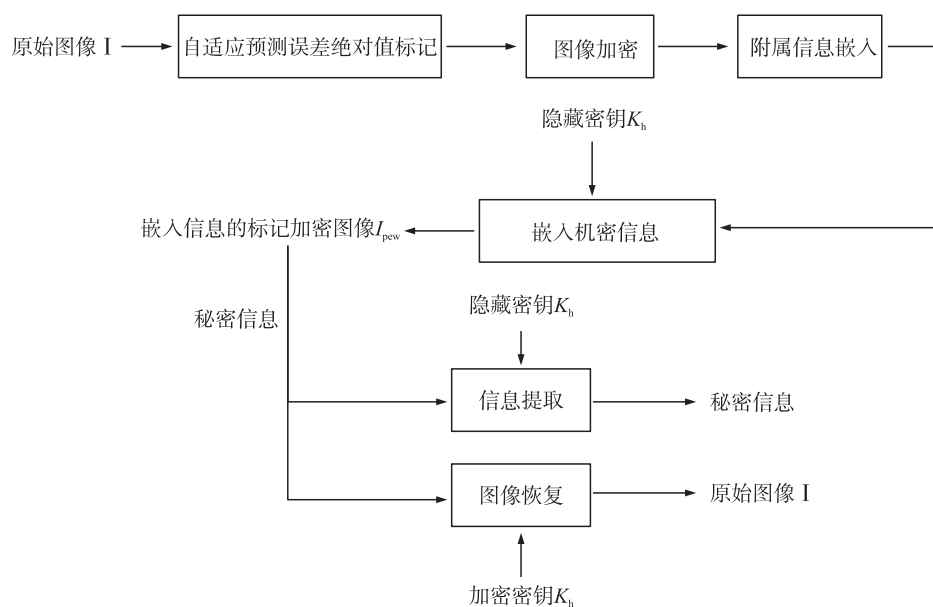 原始图像 I
自适应预测误差绝对值标记
图像加密
附属信息嵌入
隐藏密钥Kh
嵌入机密信息
嵌入信息的标记加密图像Ipew
秘密信息
隐藏密钥Kh
信息提取
秘密信息
图像恢复
原始图像 I
加密密钥Kh